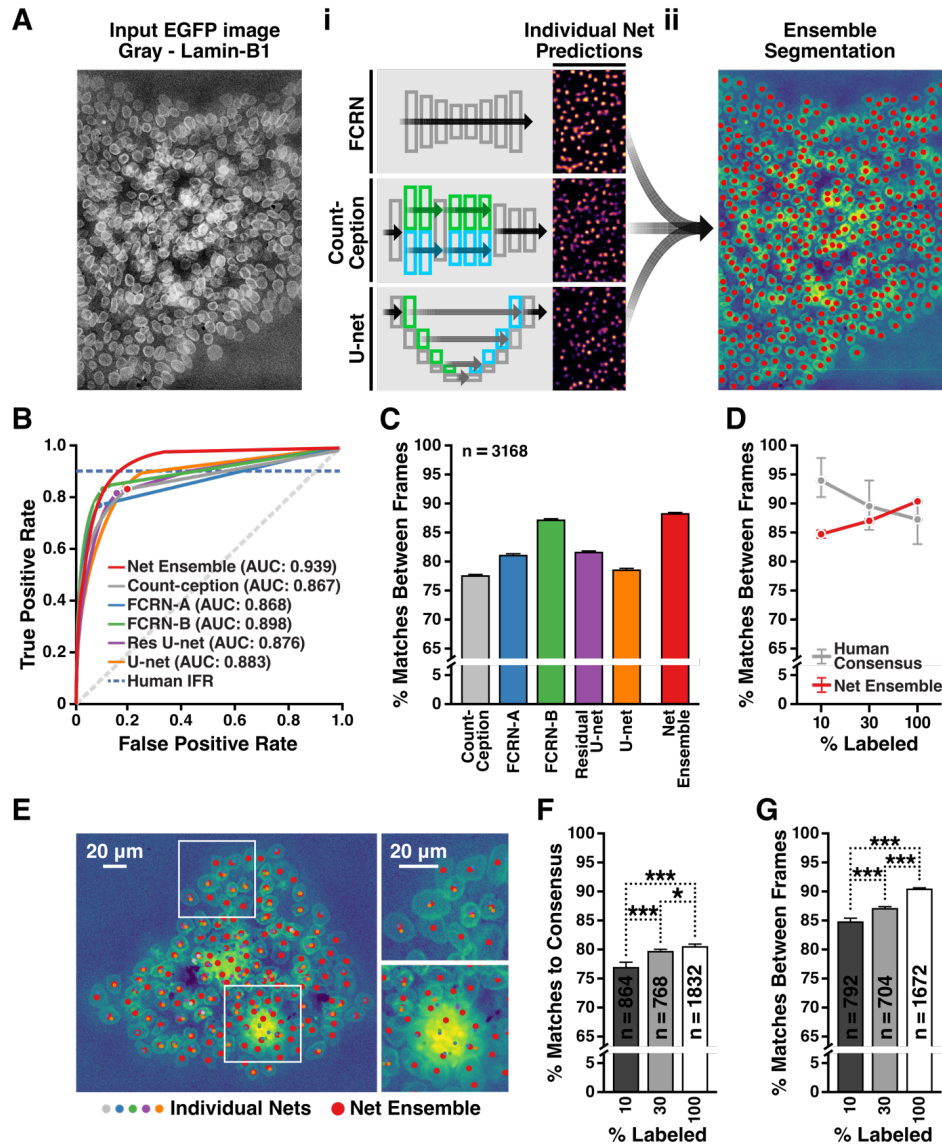 A
Input EGFP image
Gray - Lamin-B1
i
Individual Net
Predictions
ii
Ensemble
Segmentation
FCRN
Count-
Ception
U-net
B
True Positive Rate
1.0
0.8
0.6
0.4
0.2
0
Net Ensemble (AUC: 0.939)
Count-ception (AUC: 0.867)
FCRN-A (AUC: 0.868)
FCRN-B (AUC: 0.898)
Res U-net (AUC: 0.876)
U-net (AUC: 0.883)
Human IFR
0 0.2 0.4 0.6 0.8 1.0
False Positive Rate
C
% Matches Between Frames
100
95
90
85
80
75
70
65
5
0
n = 3168
Count-
Ception
FCRN-A
FCRN-B
Residual
U-net
U-net
Net
Ensemble
D
% Matches Between Frames
100
95
90
85
80
75
70
65
5
0
Human
Consensus
Net Ensemble
10 30 100
% Labeled
E
20 µm
20 µm
Individual Nets
Net Ensemble
F
% Matches to Consensus
100
95
90
85
80
75
70
65
5
0
***
***
*
n = 864
n = 768
n = 1832
10 30 100
% Labeled
G
% Matches Between Frames
100
95
90
85
80
75
70
65
5
0
***
***
***
n = 792
n = 704
n = 1672
10 30 100
% Labeled